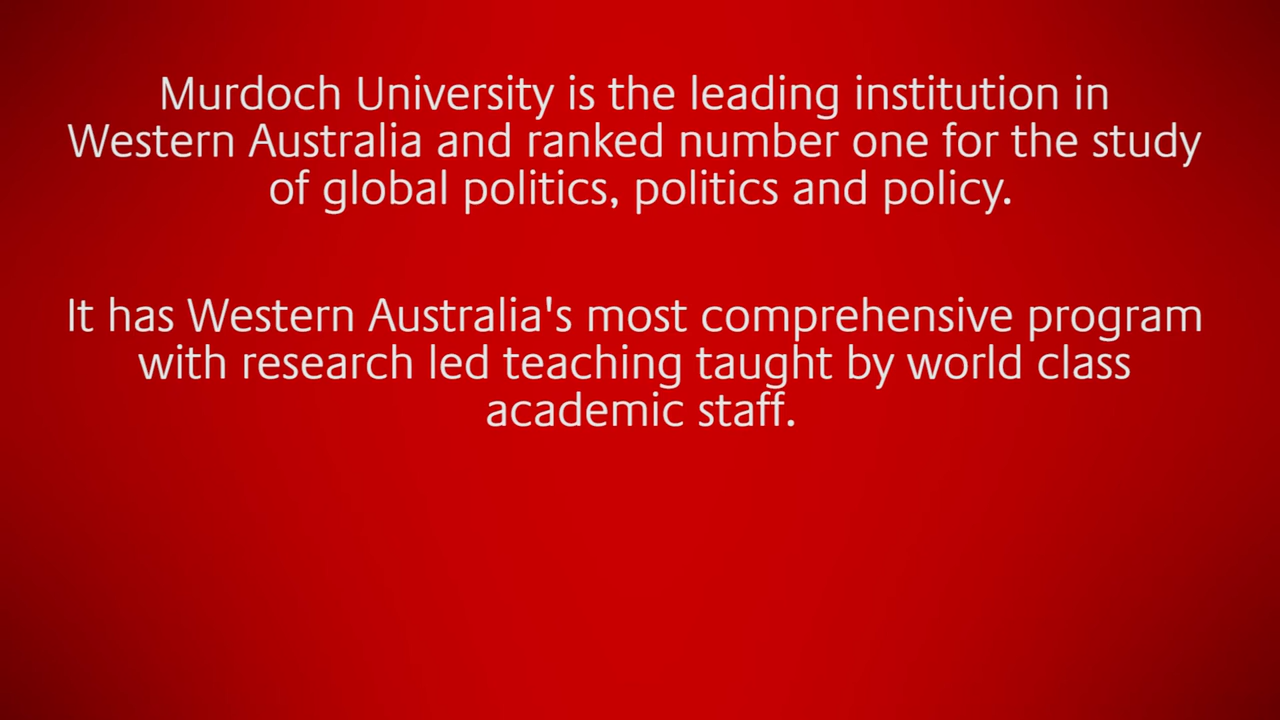 Murdoch University is the leading institution in
Western Australia and ranked number one for the study
of global politics, politics and policy.
It has Western Australia's most comprehensive program
with research led teaching taught by world class
academic staff.